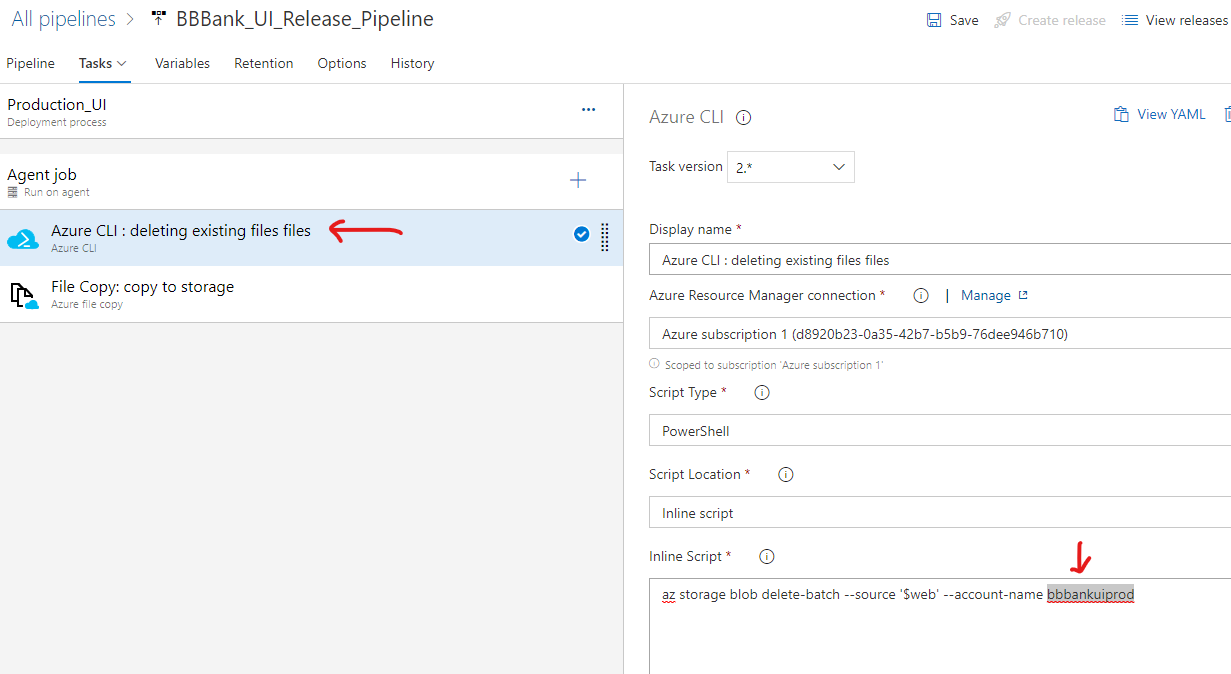 All pipelines > BBBank_UI_Release_Pipeline
Save Create release View releases
Pipeline Tasks Variables Retention Options History
Production_UI
Deployment process
Agent job
Run on agent
Azure CLI : deleting existing files files
Azure CLI
File Copy: copy to storage
Azure file copy
Azure CLI
View YAML
Task version 2.*
Display name *
Azure CLI : deleting existing files files
Azure Resource Manager connection * | Manage
Azure subscription 1 (d8920b23-0a35-42b7-b5b9-76dee946b710)
Scoped to subscription 'Azure subscription 1'
Script Type *
PowerShell
Script Location *
Inline script
Inline Script *
az storage blob delete-batch --source '$web' --account-name bbbankuiprod